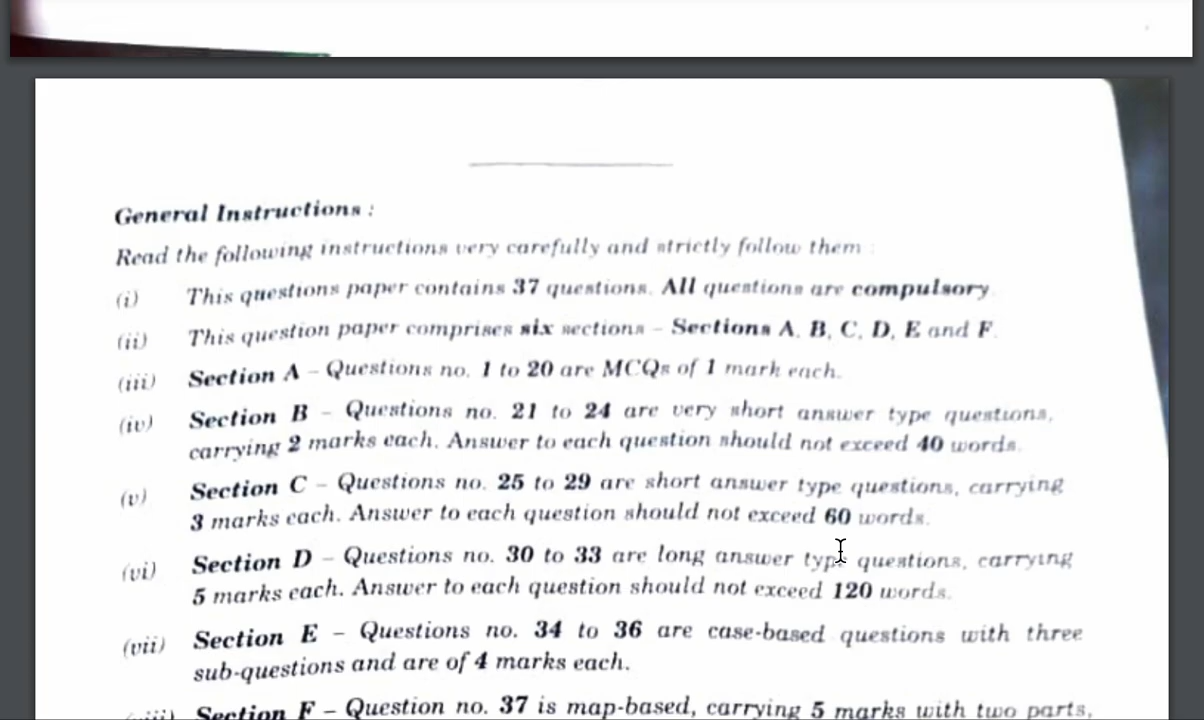 General Instructions :
Read the following instructions very carefully and strictly follow them :
(i) This questions paper contains 37 questions. All questions are compulsory.
(ii) This question paper comprises six sections – Sections A, B, C, D, E and F.
(iii) Section A – Questions no. 1 to 20 are MCQs of 1 mark each.
(iv) Section B – Questions no. 21 to 24 are very short answer type questions,
carrying 2 marks each. Answer to each question should not exceed 40 words.
(v) Section C – Questions no. 25 to 29 are short answer type questions, carrying
3 marks each. Answer to each question should not exceed 60 words.
(vi) Section D – Questions no. 30 to 33 are long answer type questions, carrying
5 marks each. Answer to each question should not exceed 120 words.
(vii) Section E – Questions no. 34 to 36 are case-based questions with three
sub-questions and are of 4 marks each.
(viii) Section F – Question no. 37 is map-based, carrying 5 marks with two parts,